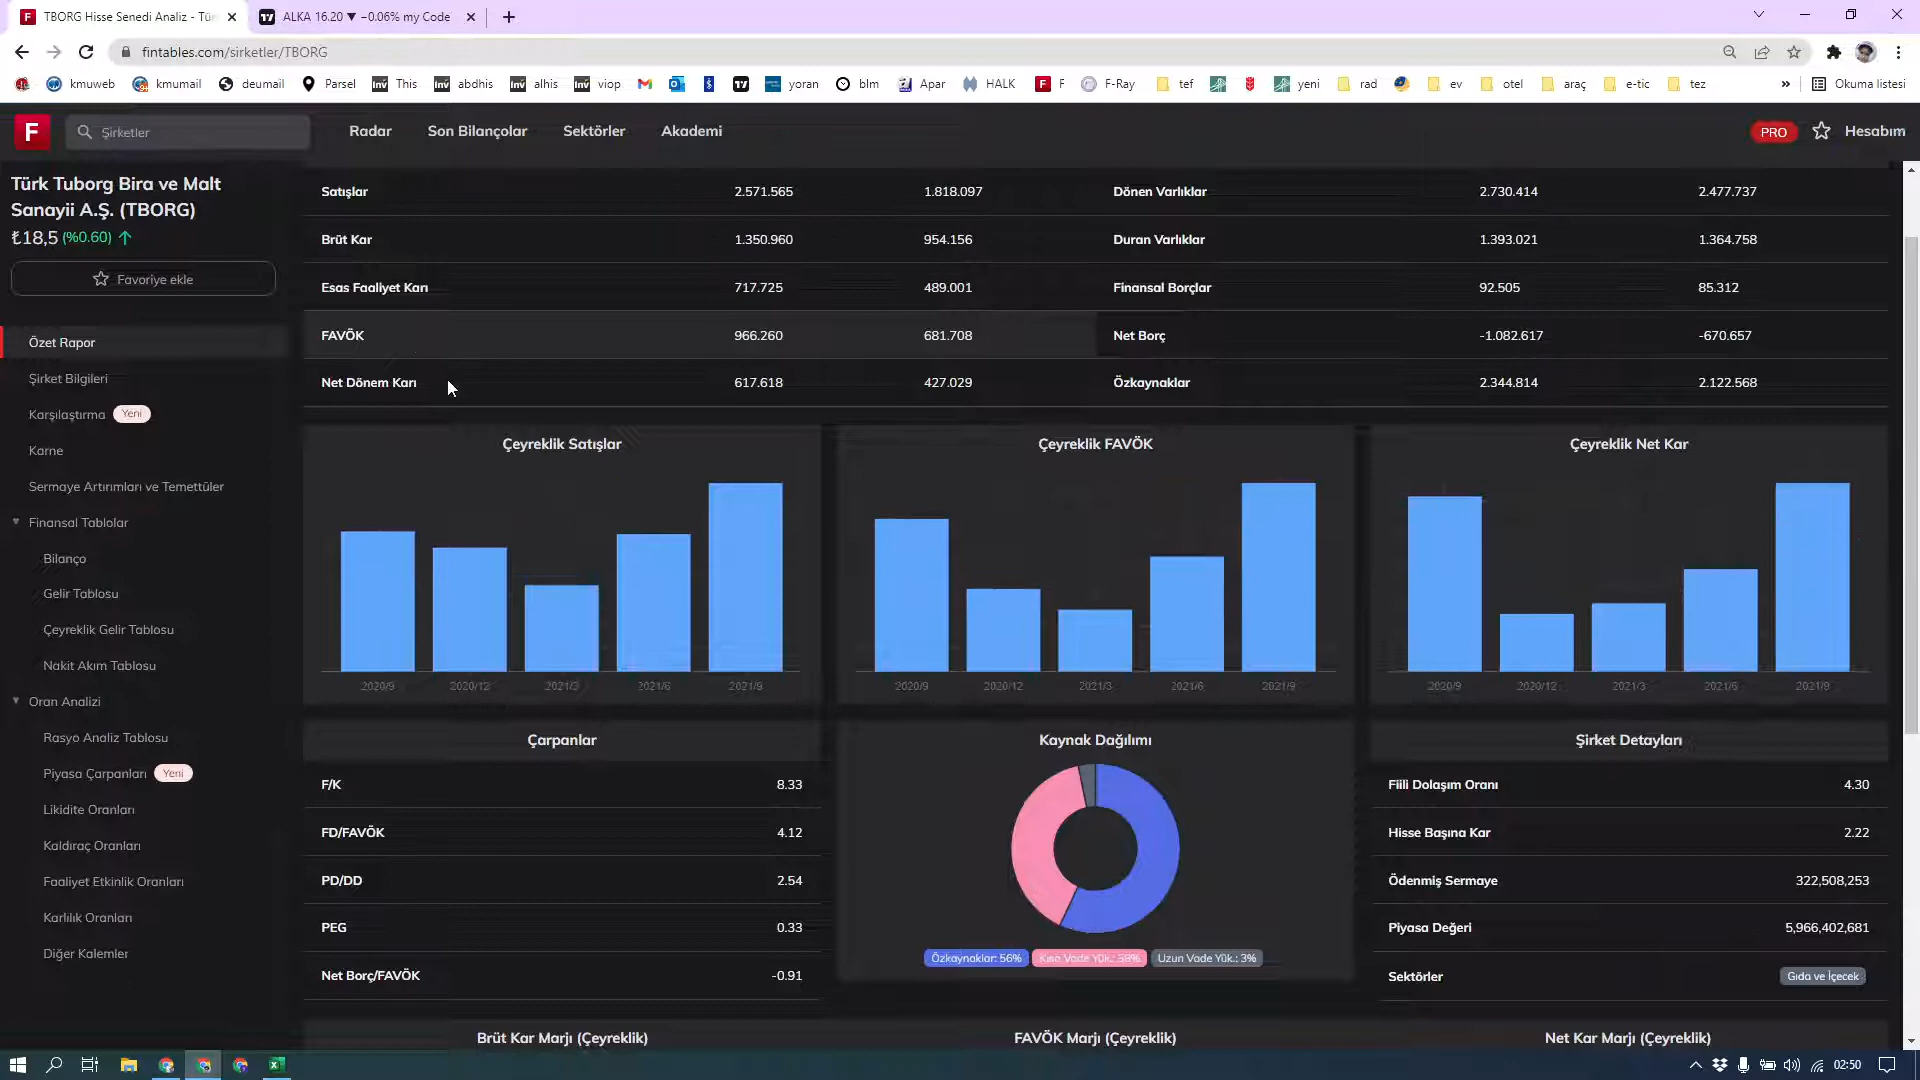 TBORG Hisse Senedi Analiz - Tür
ALKA 16.20 ▼ −0.06% my Code
fintables.com/sirketler/TBORG
kmuweb
kmumail
deumail
Parsel
This
abdhis
alhis
viop
yoran
blm
Apar
HALK
F
F-Ray
tef
yeni
rad
ev
otel
araç
e-tic
tez
»
Okuma listesi
F
Şirketler
Radar
Son Bilançolar
Sektörler
Akademi
PRO
Hesabım
Türk Tuborg Bira ve Malt
Sanayii A.Ş. (TBORG)
₺18,5 (%0.60) ↑
Favoriye ekle
Özet Rapor
Şirket Bilgileri
Karşılaştırma Yeni
Karne
Sermaye Artırımları ve Temettüler
Finansal Tablolar
Bilanço
Gelir Tablosu
Çeyreklik Gelir Tablosu
Nakit Akım Tablosu
Oran Analizi
Rasyo Analiz Tablosu
Piyasa Çarpanları Yeni
Likidite Oranları
Kaldıraç Oranları
Faaliyet Etkinlik Oranları
Karlılık Oranları
Diğer Kalemler
Satışlar 2.571.565 1.818.097 Dönen Varlıklar 2.730.414 2.477.737
Brüt Kar 1.350.960 954.156 Duran Varlıklar 1.393.021 1.364.758
Esas Faaliyet Karı 717.725 489.001 Finansal Borçlar 92.505 85.312
FAVÖK 966.260 681.708 Net Borç -1.082.617 -670.657
Net Dönem Karı 617.618 427.029 Özkaynaklar 2.344.814 2.122.568
Çeyreklik Satışlar
2020/9 2020/12 2021/3 2021/6 2021/9
Çeyreklik FAVÖK
2020/9 2020/12 2021/3 2021/6 2021/9
Çeyreklik Net Kar
2020/9 2020/12 2021/3 2021/6 2021/9
Çarpanlar
F/K 8.33
FD/FAVÖK 4.12
PD/DD 2.54
PEG 0.33
Net Borç/FAVÖK -0.91
Kaynak Dağılımı
Özkaynaklar: 56% Kısa Vade Yük.: 38% Uzun Vade Yük.: 3%
Şirket Detayları
Fiili Dolaşım Oranı 4.30
Hisse Başına Kar 2.22
Ödenmiş Sermaye 322,508,253
Piyasa Değeri 5,966,402,681
Sektörler Gıda ve İçecek
Brüt Kar Marjı (Çeyreklik)
FAVÖK Marjı (Çeyreklik)
Net Kar Marjı (Çeyreklik)
02:50